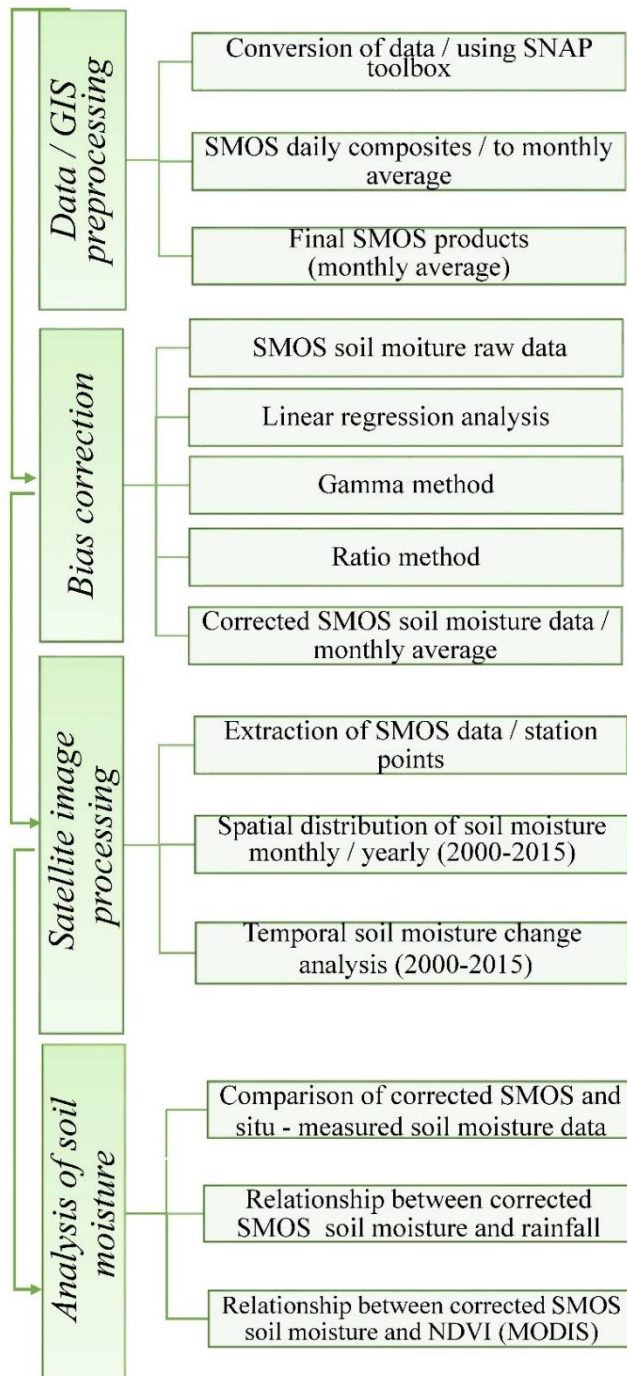 Data / GIS
preprocessing
Conversion of data / using SNAP
toolbox
SMOS daily composites / to monthly
average
Final SMOS products
(monthly average)
Bias correction
SMOS soil moiture raw data
Linear regression analysis
Gamma method
Ratio method
Corrected SMOS soil moisture data /
monthly average
Satellite image
processing
Extraction of SMOS data / station
points
Spatial distribution of soil moisture
monthly / yearly (2000-2015)
Temporal soil moisture change
analysis (2000-2015)
Analysis of soil
moisture
Comparison of corrected SMOS and
situ - measured soil moisture data
Relationship between corrected
SMOS soil moisture and rainfall
Relationship between corrected SMOS
soil moisture and NDVI (MODIS)